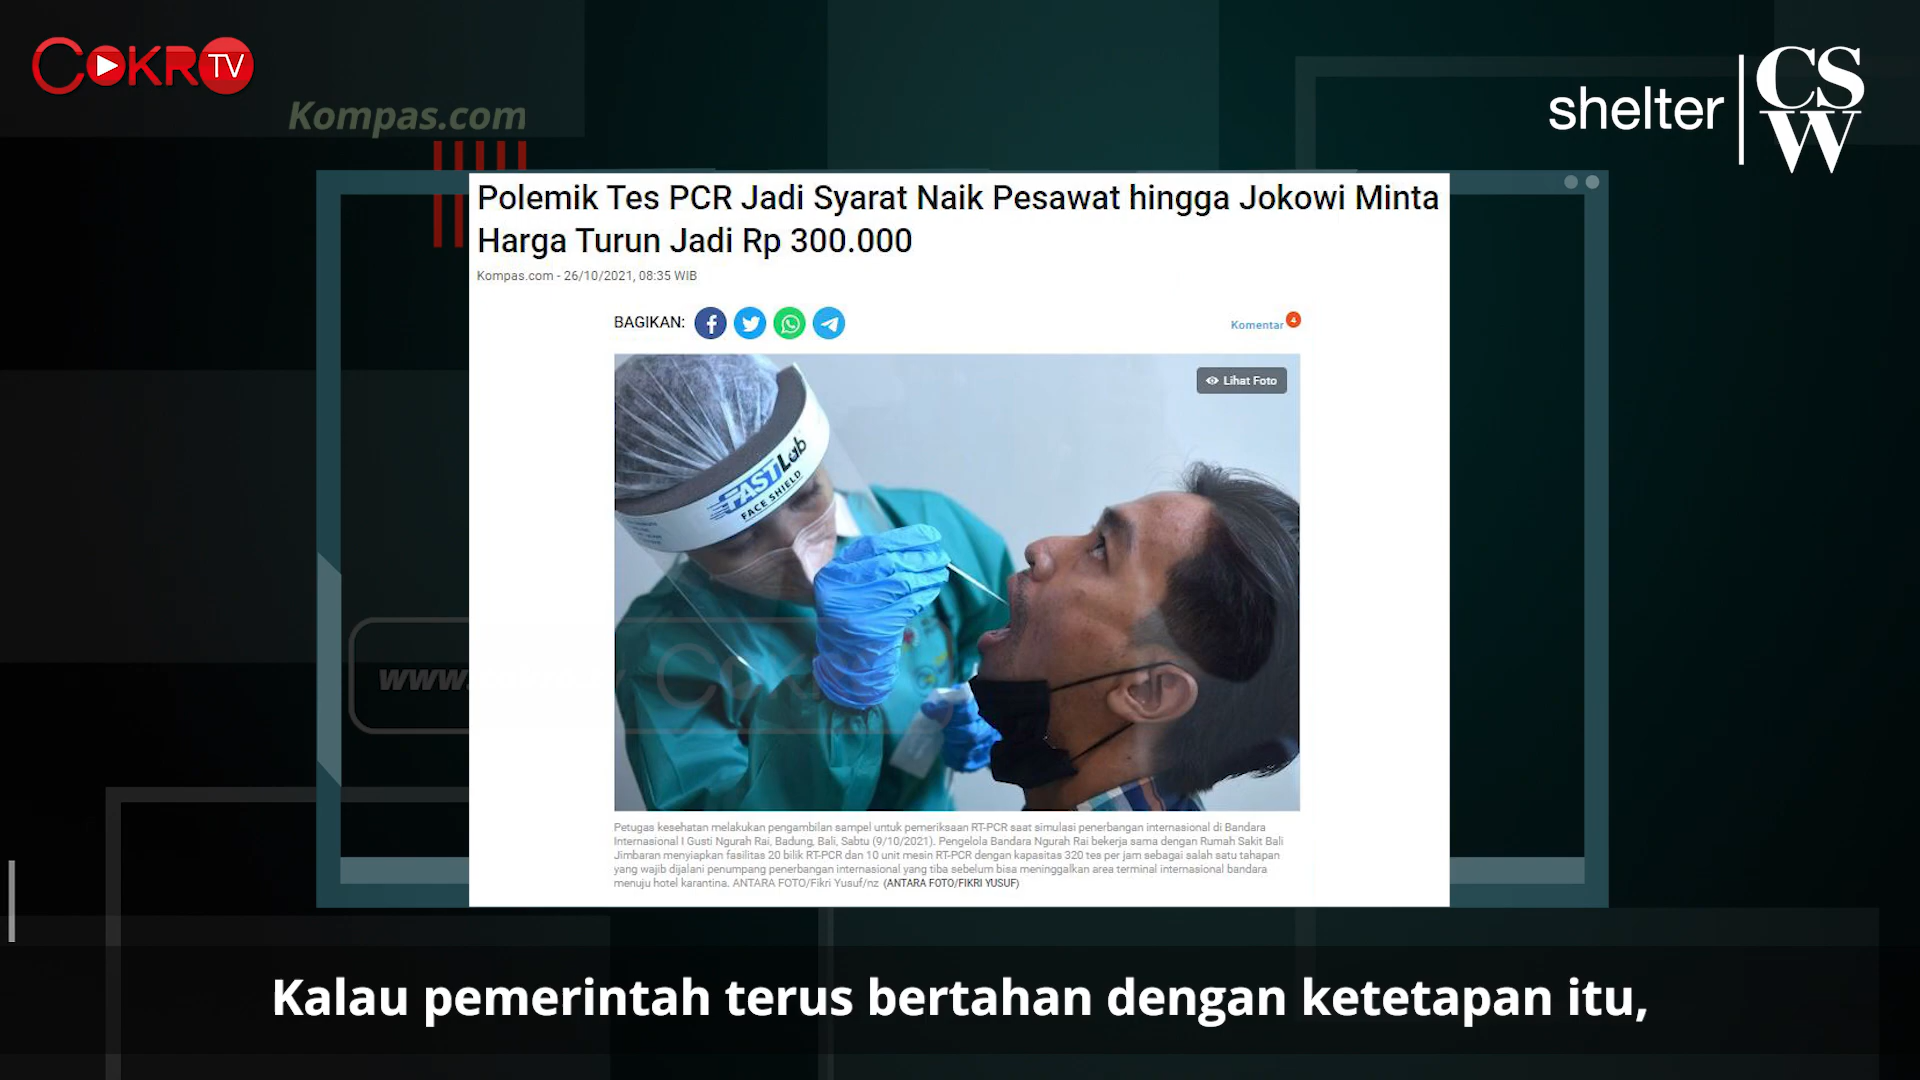 COKRO TV
Kompas.com
shelter
CSW
Polemik Tes PCR Jadi Syarat Naik Pesawat hingga Jokowi Minta
Harga Turun Jadi Rp 300.000
Kompas.com - 26/10/2021, 08:35 WIB
BAGIKAN:
Komentar 4
Lihat Foto
FASTLab
FACE SHIELD
Petugas kesehatan melakukan pengambilan sampel untuk pemeriksaan RT-PCR saat simulasi penerbangan internasional di Bandara
Internasional I Gusti Ngurah Rai, Badung, Bali, Sabtu (9/10/2021). Pengelola Bandara Ngurah Rai bekerja sama dengan Rumah Sakit Bali
Jimbaran menyiapkan fasilitas 20 bilik RT-PCR dan 10 unit mesin RT-PCR dengan kapasitas 320 tes per jam sebagai salah satu tahapan
yang wajib dijalani penumpang penerbangan internasional yang tiba sebelum bisa meninggalkan area terminal internasional bandara
menuju hotel karantina. ANTARA FOTO/Fikri Yusuf/nz (ANTARA FOTO/FIKRI YUSUF)
www.
Kalau pemerintah terus bertahan dengan ketetapan itu,